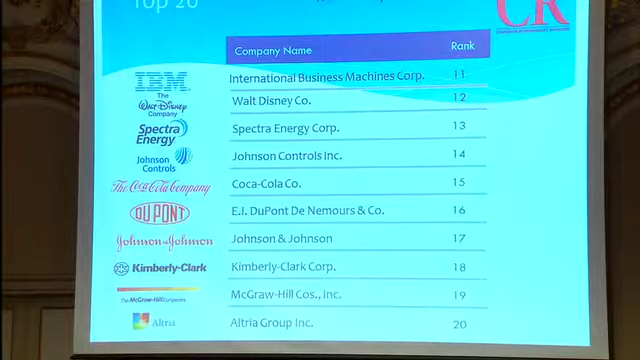 Top 20
CR
Company Name Rank
IBM International Business Machines Corp. 11
The Walt Disney Company Walt Disney Co. 12
Spectra Energy Spectra Energy Corp. 13
Johnson Controls Johnson Controls Inc. 14
The Coca-Cola Company Coca-Cola Co. 15
DUPONT E.I. DuPont De Nemours & Co. 16
Johnson & Johnson Johnson & Johnson 17
Kimberly-Clark Kimberly-Clark Corp. 18
The McGraw-Hill Companies McGraw-Hill Cos., Inc. 19
Altria Altria Group Inc. 20